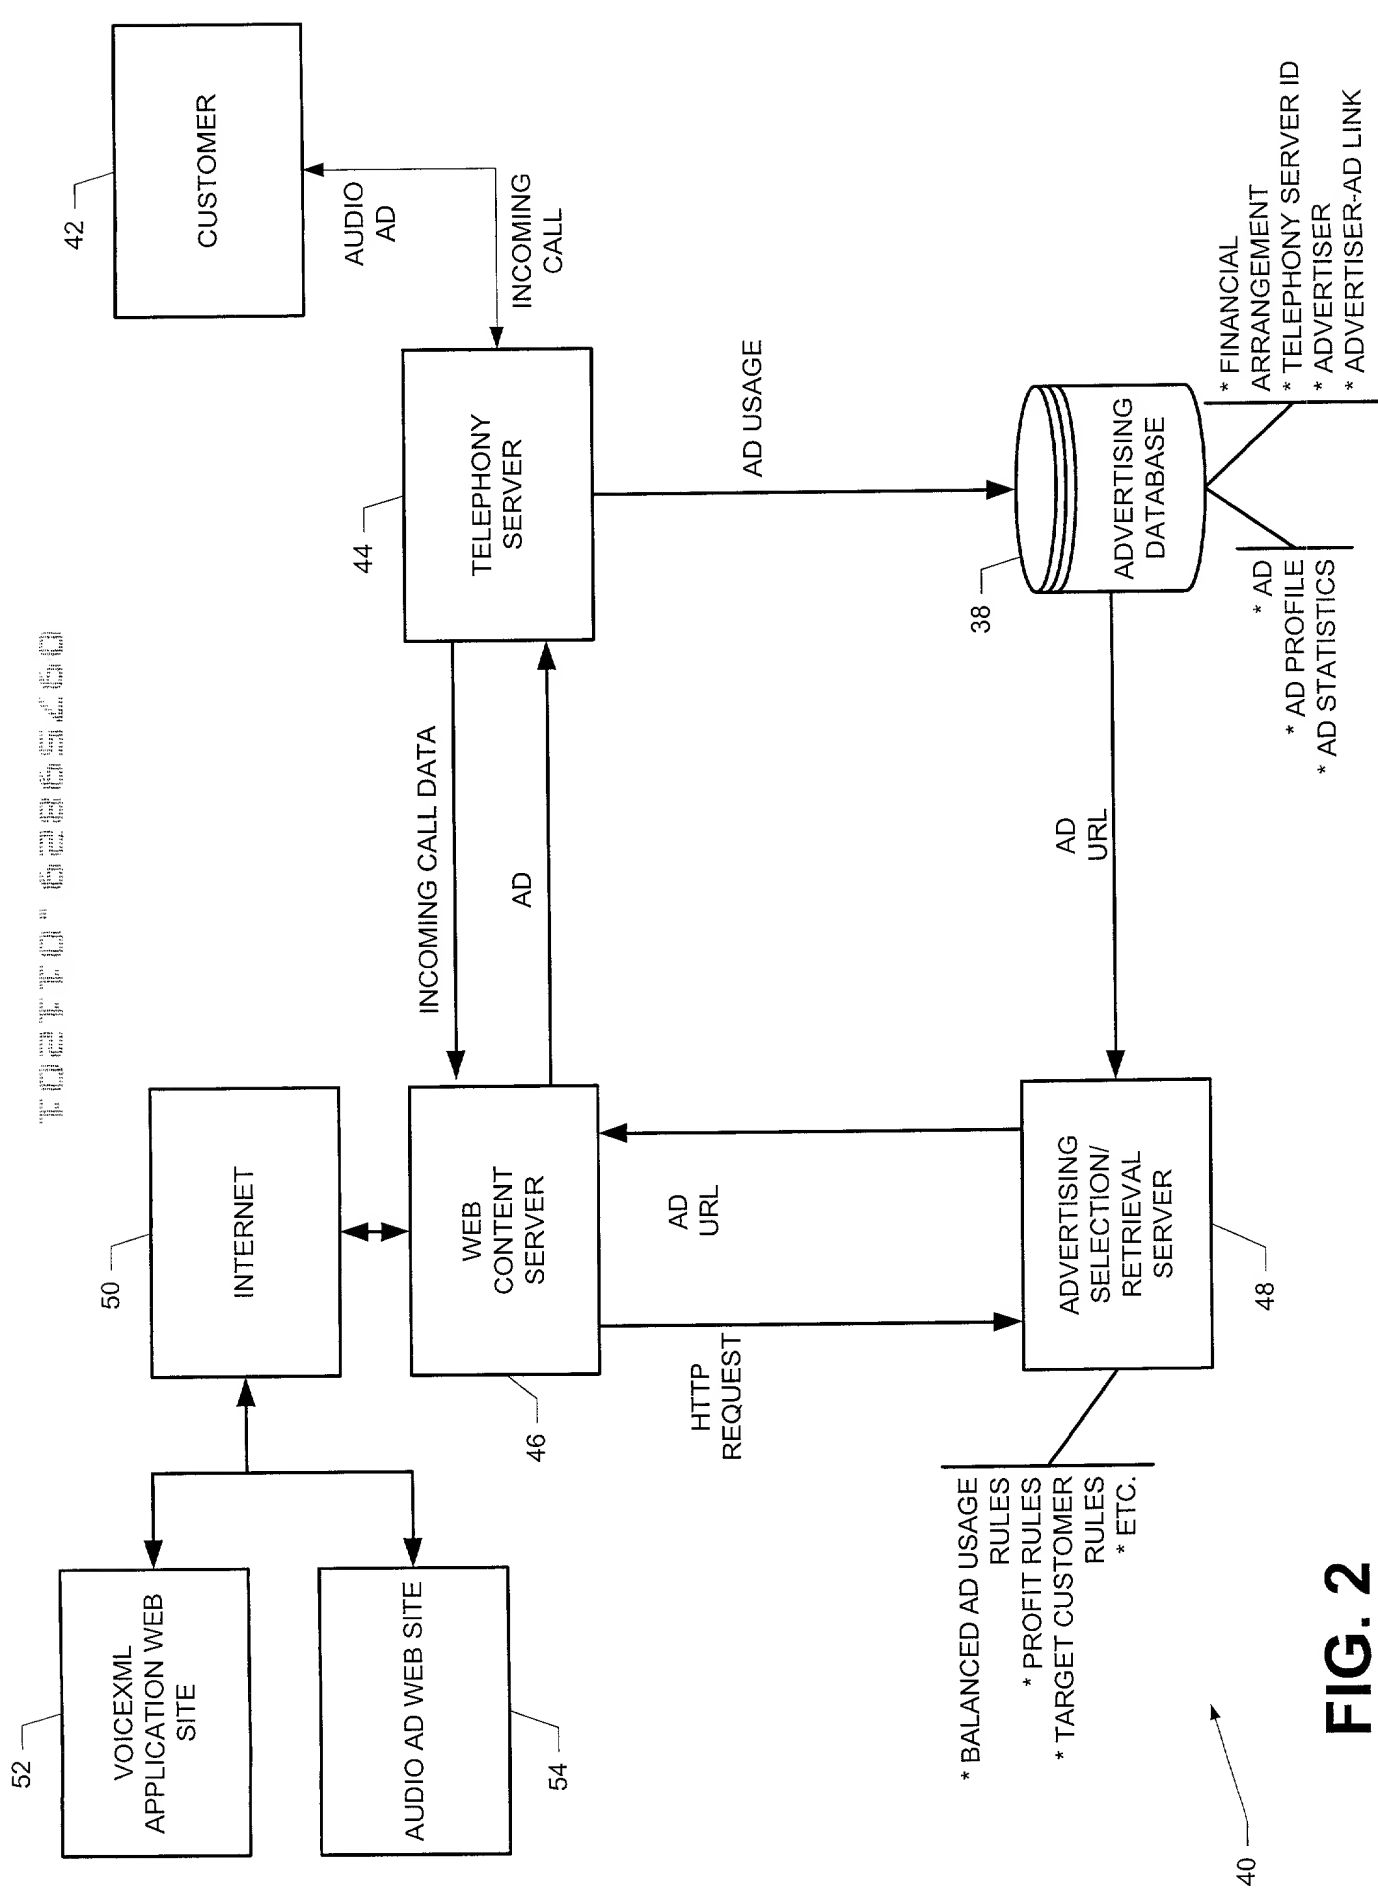 52
VOICEXML
APPLICATION WEB
SITE
AUDIO AD WEB SITE
54
50
INTERNET
46
WEB
CONTENT
SERVER
INCOMING CALL DATA
AD
44
TELEPHONY
SERVER
42
CUSTOMER
AUDIO
AD
INCOMING
CALL
HTTP
REQUEST
AD
URL
AD USAGE
* BALANCED AD USAGE
RULES
* PROFIT RULES
* TARGET CUSTOMER
RULES
* ETC.
ADVERTISING
SELECTION/
RETRIEVAL
SERVER
48
AD
URL
38
ADVERTISING
DATABASE
* AD
* AD PROFILE
* AD STATISTICS
* FINANCIAL
ARRANGEMENT
* TELEPHONY SERVER ID
* ADVERTISER
* ADVERTISER-AD LINK
40
FIG. 2